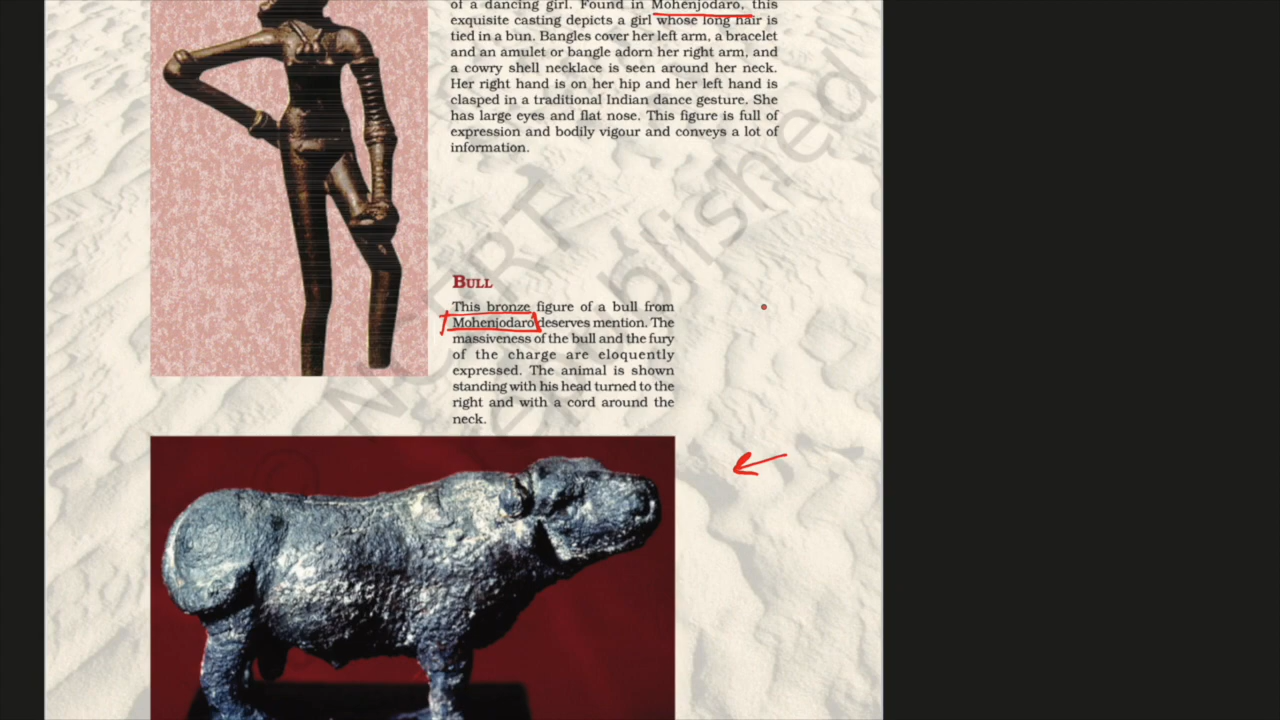 of a dancing girl. Found in Mohenjodaro, this
exquisite casting depicts a girl whose long hair is
tied in a bun. Bangles cover her left arm, a bracelet
and an amulet or bangle adorn her right arm, and
a cowry shell necklace is seen around her neck.
Her right hand is on her hip and her left hand is
clasped in a traditional Indian dance gesture. She
has large eyes and flat nose. This figure is full of
expression and bodily vigour and conveys a lot of
information.
BULL
This bronze figure of a bull from
Mohenjodaro deserves mention. The
massiveness of the bull and the fury
of the charge are eloquently
expressed. The animal is shown
standing with his head turned to the
right and with a cord around the
neck.
NCERT